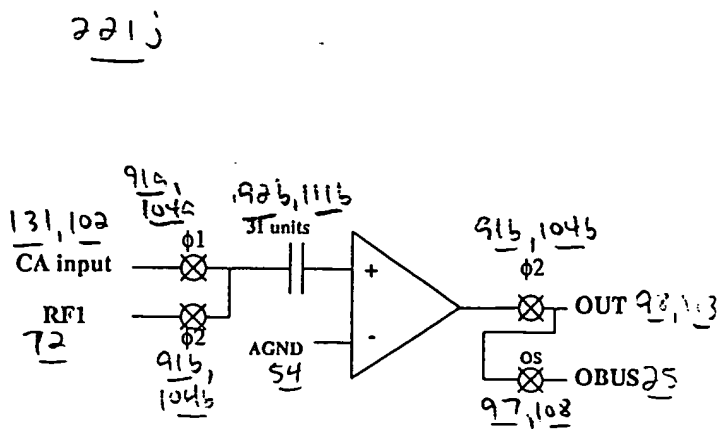 221j
91a,
104a
92b, 111b
31 units
131, 102
φ1
CA input
91b, 104b
φ2
RF1
72
φ2
91b,
104b
+
-
AGND
54
OUT 98, 113
os
OBUS 25
97, 108